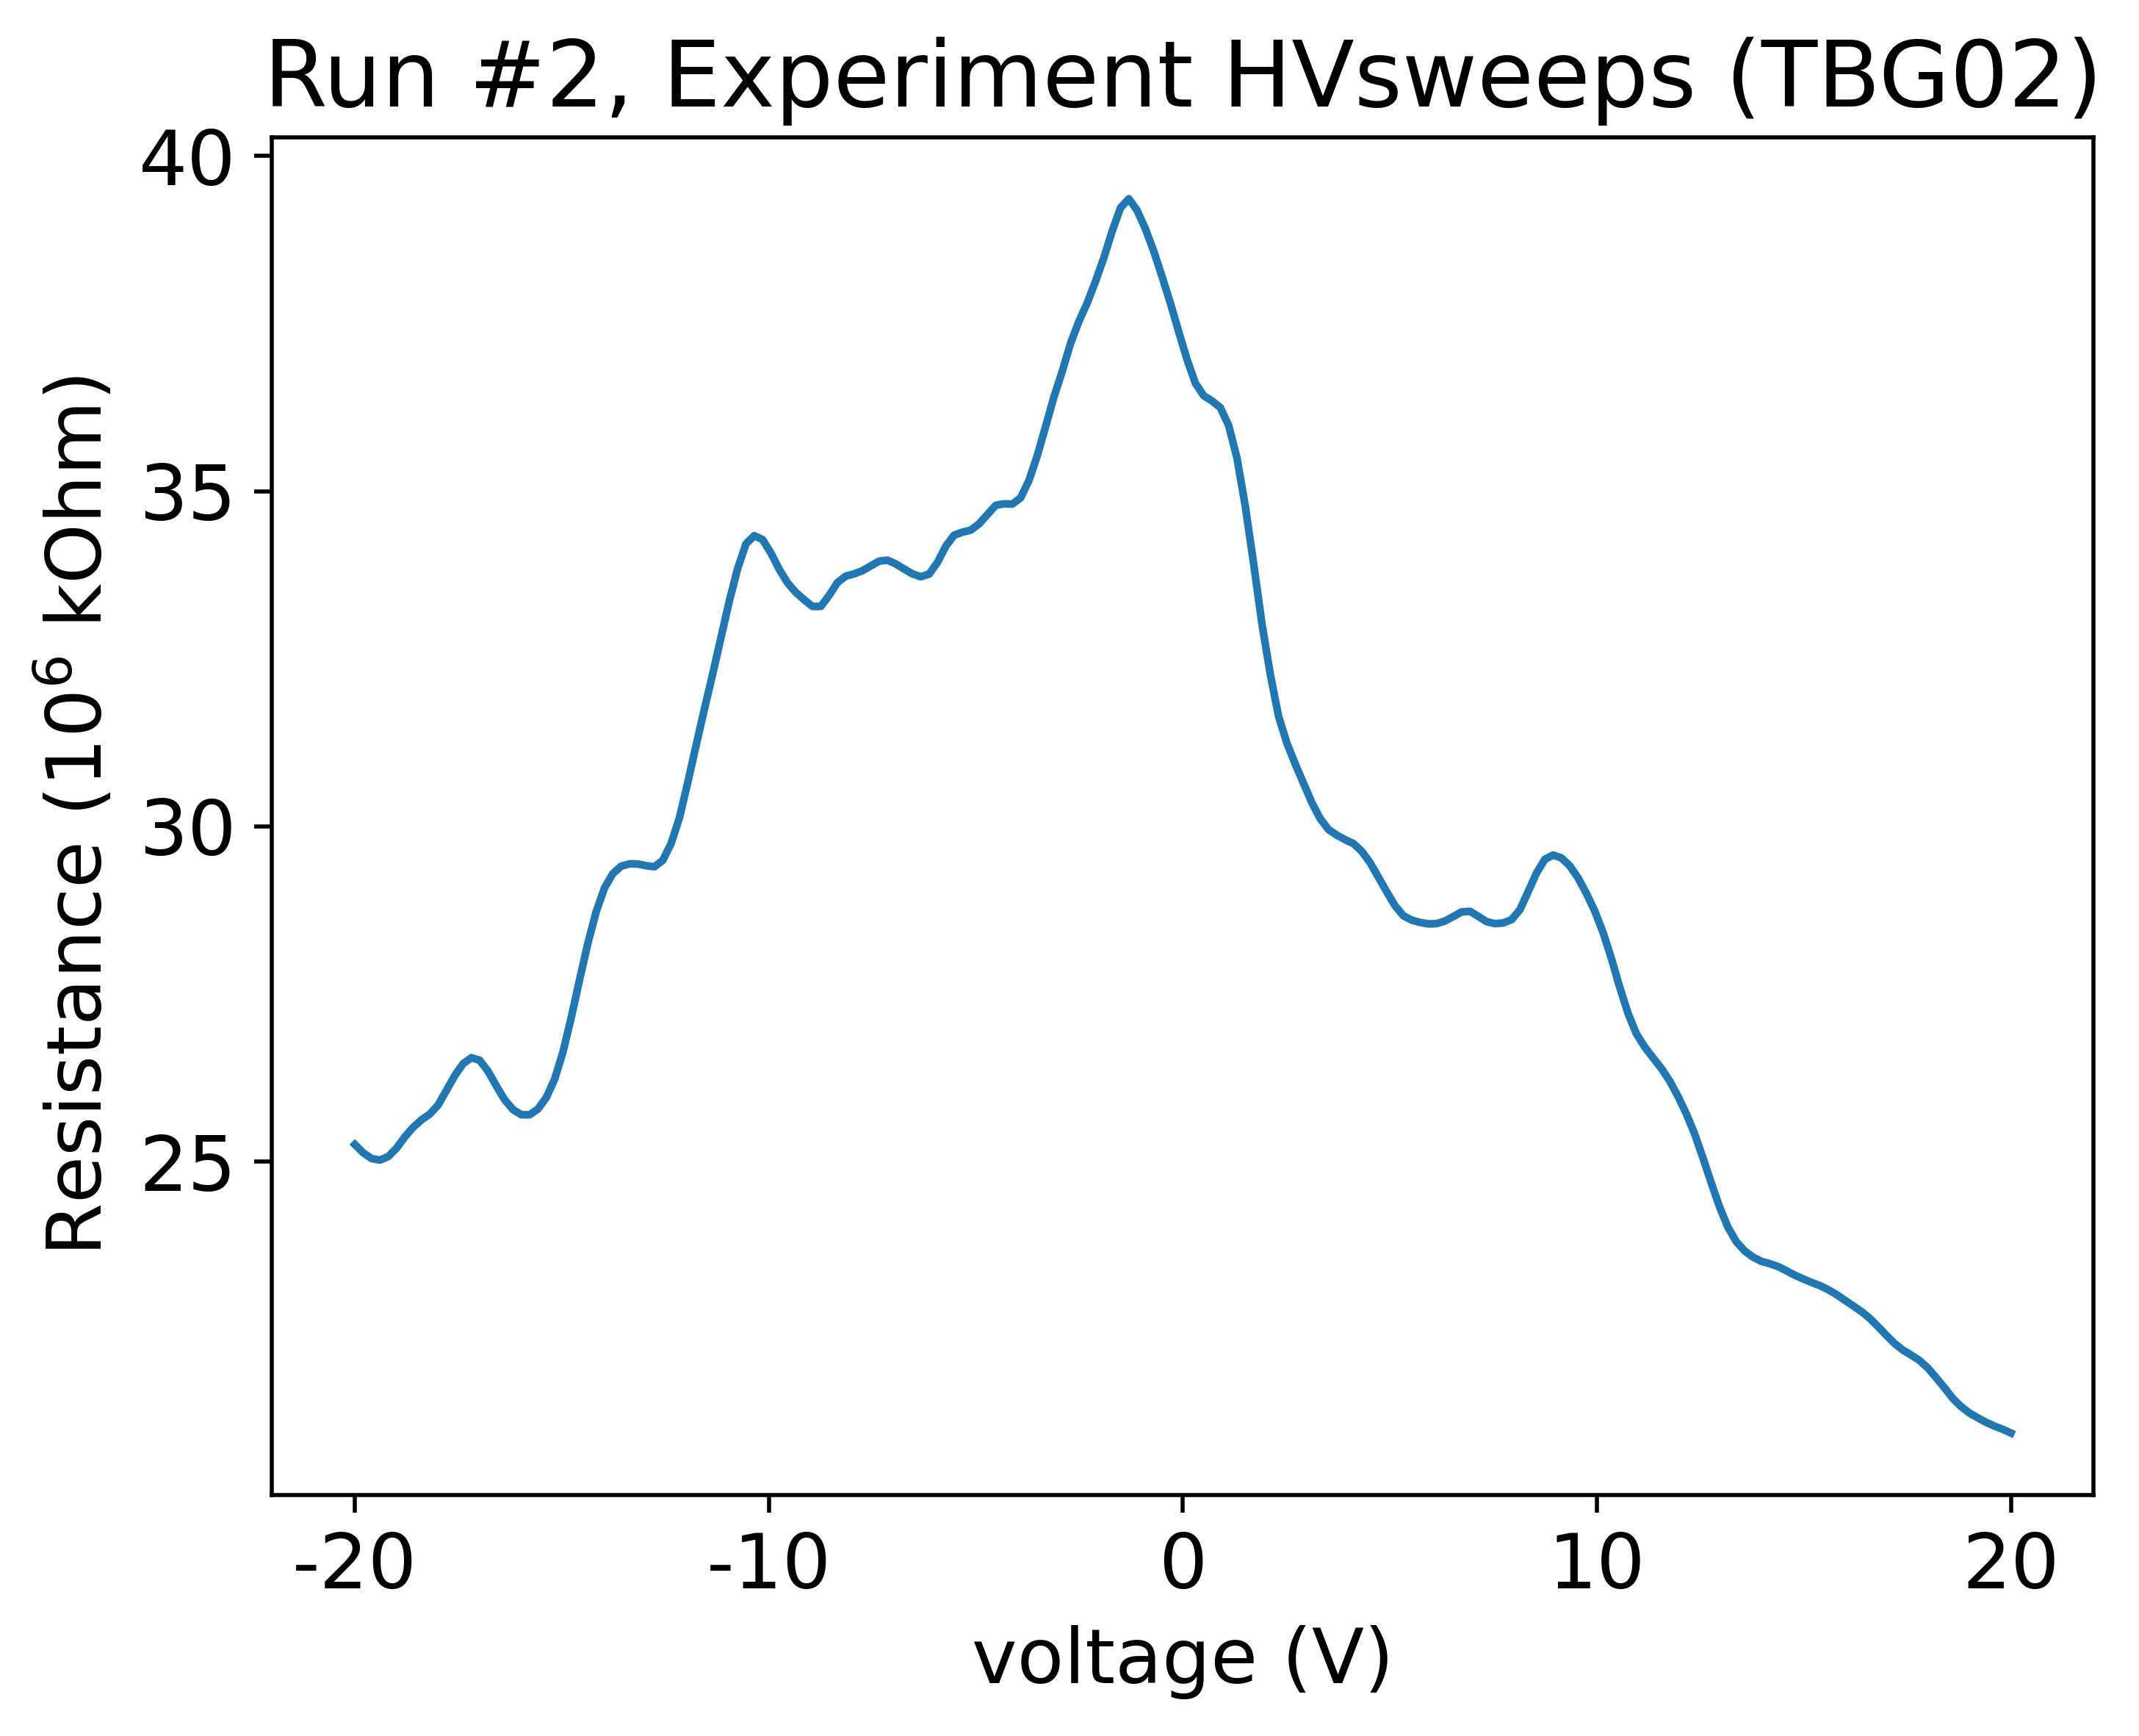 Run #2, Experiment HVsweeps (TBG02)
Resistance (10⁶ kOhm)
40
35
30
25
-20 -10 0 10 20
voltage (V)